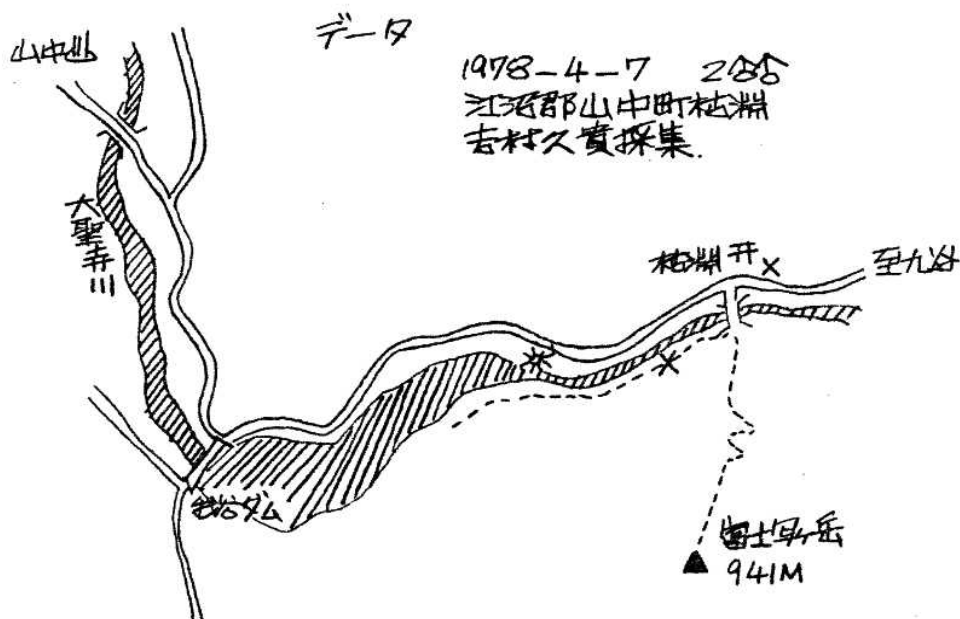 データ
1978-4-7 2♂♂
江沼郡山中町枯淵
吉村久貴採集.
山中
大聖寺川
枯淵
至九谷
我谷ダム
富士写ヶ岳
941M